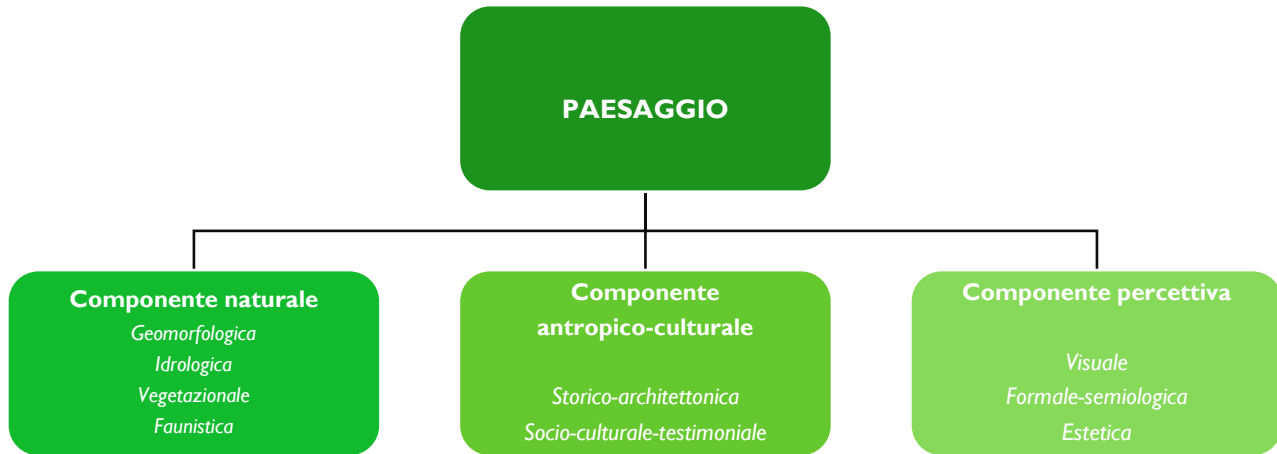 PAESAGGIO
Componente naturale
Geomorfologica
Idrologica
Vegetazionale
Faunistica
Componente
antropico-culturale
Storico-architettonica
Socio-culturale-testimoniale
Componente percettiva
Visuale
Formale-semiologica
Estetica